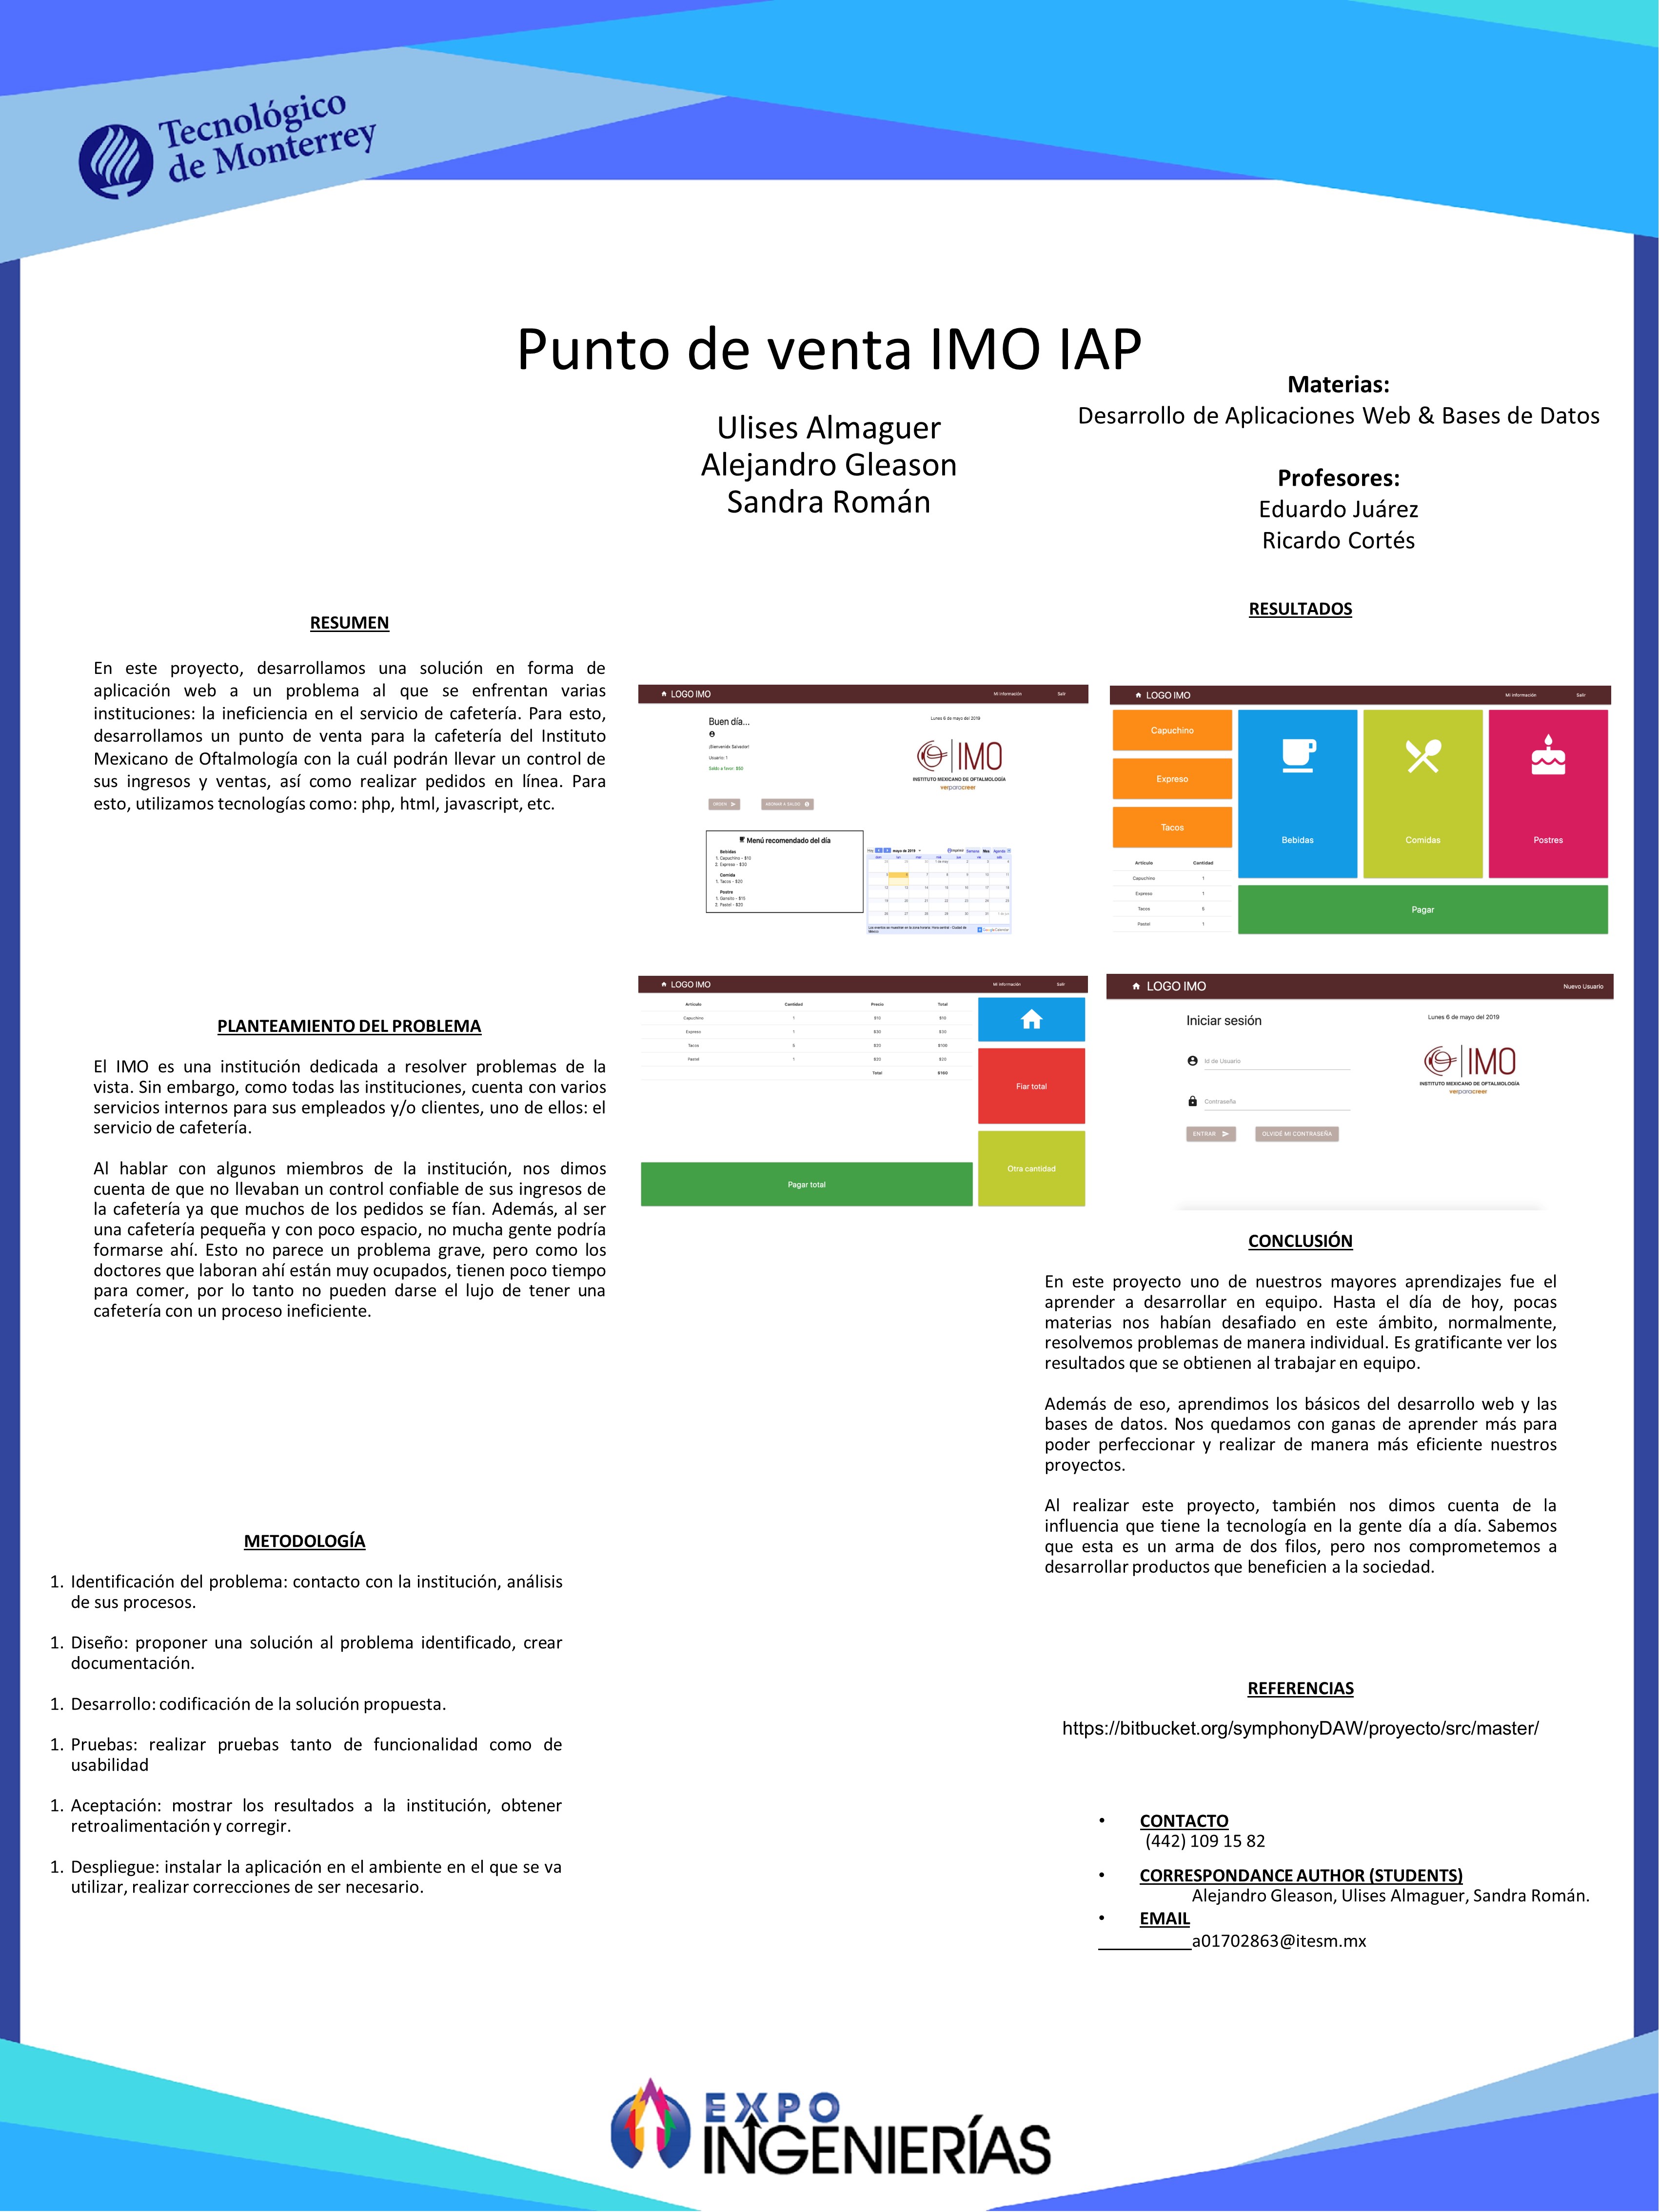 Tecnológico
de Monterrey
Punto de venta IMO IAP
Ulises Almaguer
Alejandro Gleason
Sandra Román
Materias:
Desarrollo de Aplicaciones Web & Bases de Datos
Profesores:
Eduardo Juárez
Ricardo Cortés
RESUMEN
En este proyecto, desarrollamos una solución en forma de
aplicación web a un problema al que se enfrentan varias
instituciones: la ineficiencia en el servicio de cafetería. Para esto,
desarrollamos un punto de venta para la cafetería del Instituto
Mexicano de Oftalmología con la cuál podrán llevar un control de
sus ingresos y ventas, así como realizar pedidos en línea. Para
esto, utilizamos tecnologías como: php, html, javascript, etc.
PLANTEAMIENTO DEL PROBLEMA
El IMO es una institución dedicada a resolver problemas de la
vista. Sin embargo, como todas las instituciones, cuenta con varios
servicios internos para sus empleados y/o clientes, uno de ellos: el
servicio de cafetería.
Al hablar con algunos miembros de la institución, nos dimos
cuenta de que no llevaban un control confiable de sus ingresos de
la cafetería ya que muchos de los pedidos se fían. Además, al ser
una cafetería pequeña y con poco espacio, no mucha gente podría
formarse ahí. Esto no parece un problema grave, pero como los
doctores que laboran ahí están muy ocupados, tienen poco tiempo
para comer, por lo tanto no pueden darse el lujo de tener una
cafetería con un proceso ineficiente.
METODOLOGÍA
1. Identificación del problema: contacto con la institución, análisis
de sus procesos.
1. Diseño: proponer una solución al problema identificado, crear
documentación.
1. Desarrollo: codificación de la solución propuesta.
1. Pruebas: realizar pruebas tanto de funcionalidad como de
usabilidad
1. Aceptación: mostrar los resultados a la institución, obtener
retroalimentación y corregir.
1. Despliegue: instalar la aplicación en el ambiente en el que se va
utilizar, realizar correcciones de ser necesario.
RESULTADOS
LOGO IMO Mi información Salir
Buen día...
Lunes 6 de mayo del 2019
¡Bienvenido Salvador!
Usuario: 1
Saldo a favor: $50
IMO
INSTITUTO MEXICANO DE OFTALMOLOGÍA
verparacreer
ORDEN
ABONAR A SALDO
Menú recomendado del día
Bebidas
1. Capuchino - $10
2. Expreso - $30
Comida
1. Tacos - $20
Postre
1. Gelatio - $15
2. Pastel - $20
Hoy mayo de 2019 Imprimir Semana Mes Agenda
Los eventos se muestran en la zona horaria: Hora central - Ciudad de
México
Google Calendar
LOGO IMO Mi información Salir
Capuchino
Expreso
Tacos
Bebidas
Comidas
Postres
Artículo Cantidad
Capuchino 1
Expreso 1
Tacos 5
Pastel 1
Pagar
LOGO IMO Mi información Salir
Artículo Cantidad Precio Total
Capuchino 1 $10 $10
Expreso 1 $30 $30
Tacos 5 $20 $100
Pastel 1 $20 $20
Total $160
Fiar total
Otra cantidad
Pagar total
LOGO IMO Nuevo Usuario
Iniciar sesión
Lunes 6 de mayo del 2019
Id de Usuario
Contraseña
IMO
INSTITUTO MEXICANO DE OFTALMOLOGÍA
verparacreer
ENTRAR
OLVIDÉ MI CONTRASEÑA
CONCLUSIÓN
En este proyecto uno de nuestros mayores aprendizajes fue el
aprender a desarrollar en equipo. Hasta el día de hoy, pocas
materias nos habían desafiado en este ámbito, normalmente,
resolvemos problemas de manera individual. Es gratificante ver los
resultados que se obtienen al trabajar en equipo.
Además de eso, aprendimos los básicos del desarrollo web y las
bases de datos. Nos quedamos con ganas de aprender más para
poder perfeccionar y realizar de manera más eficiente nuestros
proyectos.
Al realizar este proyecto, también nos dimos cuenta de la
influencia que tiene la tecnología en la gente día a día. Sabemos
que esta es un arma de dos filos, pero nos comprometemos a
desarrollar productos que beneficien a la sociedad.
REFERENCIAS
https://bitbucket.org/symphonyDAW/proyecto/src/master/
• CONTACTO
(442) 109 15 82
• CORRESPONDANCE AUTHOR (STUDENTS)
Alejandro Gleason, Ulises Almaguer, Sandra Román.
• EMAIL
a01702863@itesm.mx
EXPO
INGENIERÍAS